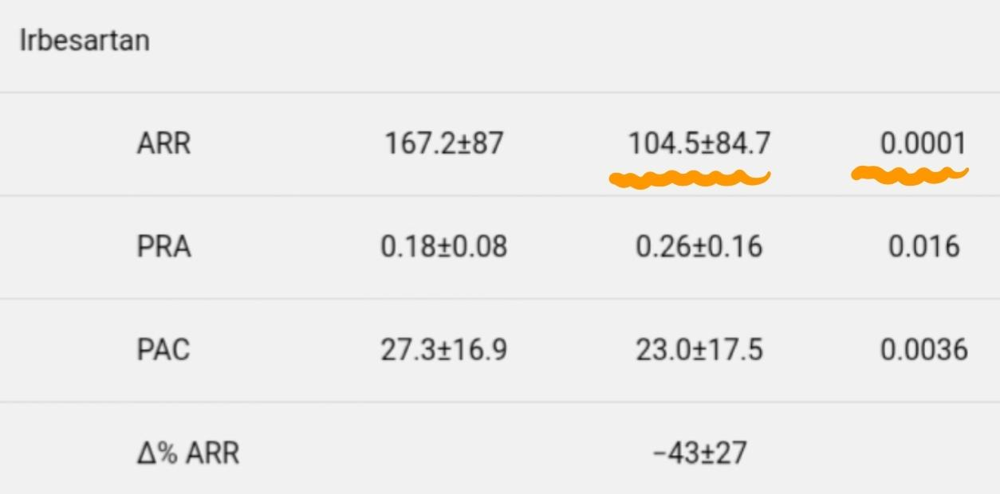 Irbesartan
ARR 167.2±87 104.5±84.7 0.0001
PRA 0.18±0.08 0.26±0.16 0.016
PAC 27.3±16.9 23.0±17.5 0.0036
Δ% ARR −43±27